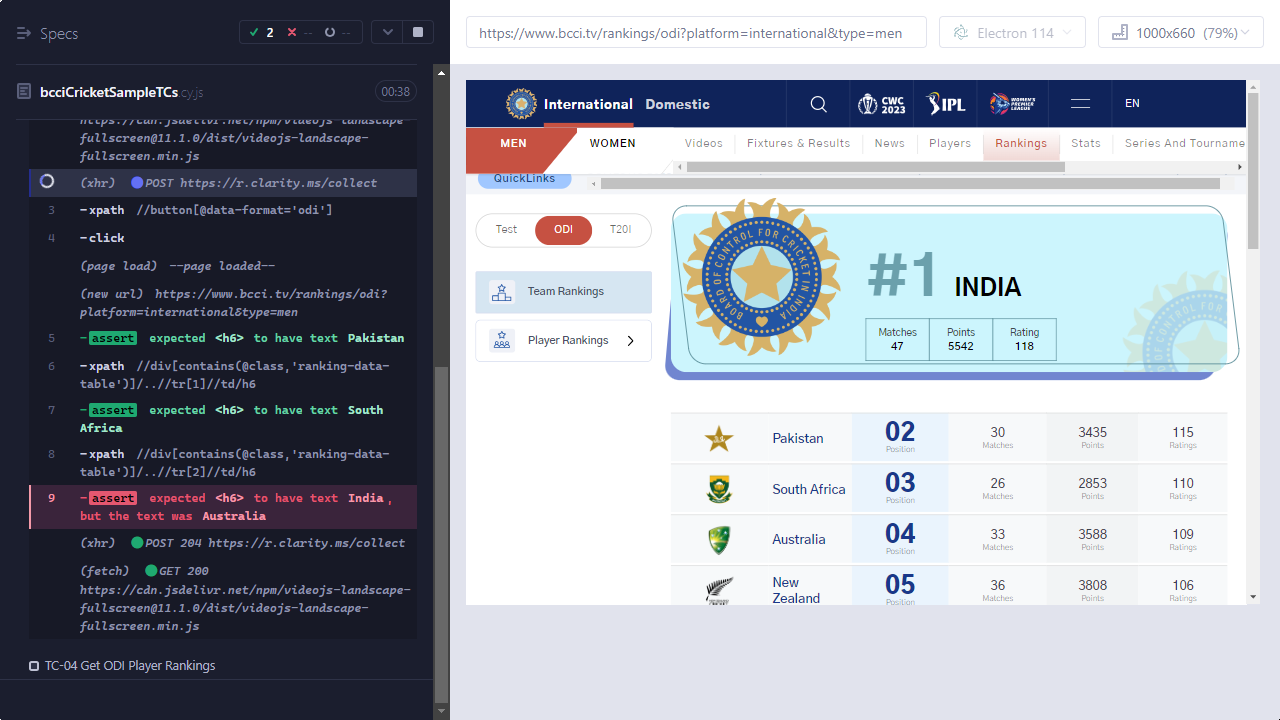 Specs
2
--
--
bcciCricketSampleTCs.cy.js
00:38
https://cdn.jsdelivr.net/npm/videojs-landscape-
fullscreen@11.1.0/dist/videojs-landscape-
fullscreen.min.js
(xhr) POST https://r.clarity.ms/collect
3 -xpath //button[@data-format='odi']
4 -click
(page load) --page loaded--
(new url) https://www.bcci.tv/rankings/odi?
platform=international&type=men
5 -assert expected <h6> to have text Pakistan
6 -xpath //div[contains(@class,'ranking-data-
table')]/..//tr[1]//td/h6
7 -assert expected <h6> to have text South
Africa
8 -xpath //div[contains(@class,'ranking-data-
table')]/..//tr[2]//td/h6
9 -assert expected <h6> to have text India,
but the text was Australia
(xhr) POST 204 https://r.clarity.ms/collect
(fetch) GET 200
https://cdn.jsdelivr.net/npm/videojs-landscape-
fullscreen@11.1.0/dist/videojs-landscape-
fullscreen.min.js
TC-04 Get ODI Player Rankings
https://www.bcci.tv/rankings/odi?platform=international&type=men
Electron 114
1000x660 (79%)
International Domestic
CWC
2023
IPL
WOMEN'S
PREMIER
LEAGUE
EN
MEN
WOMEN
Videos
Fixtures & Results
News
Players
Rankings
Stats
Series And Tourname
QuickLinks
Test
ODI
T20I
Team Rankings
Player Rankings
BOARD OF CONTROL FOR CRICKET IN INDIA
#1 INDIA
Matches
47
Points
5542
Rating
118
Pakistan
02
Position
30
Matches
3435
Points
115
Ratings
South Africa
03
Position
26
Matches
2853
Points
110
Ratings
Australia
04
Position
33
Matches
3588
Points
109
Ratings
New
Zealand
05
Position
36
Matches
3808
Points
106
Ratings